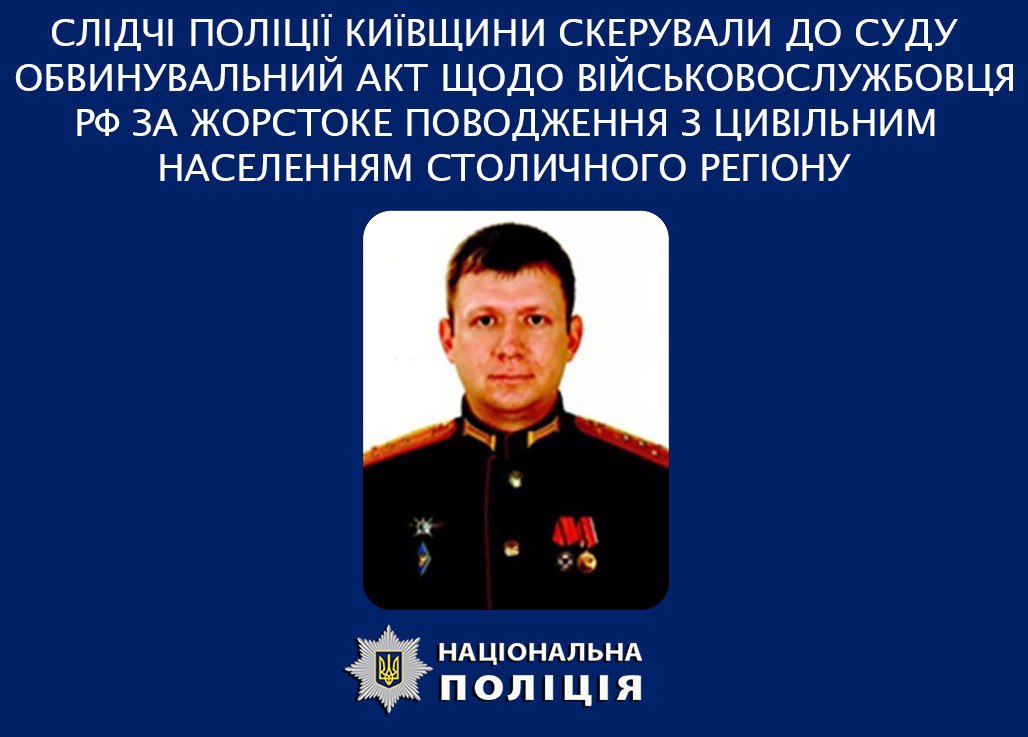 СЛІДЧІ ПОЛІЦІЇ КИЇВЩИНИ СКЕРУВАЛИ ДО СУДУ
ОБВИНУВАЛЬНИЙ АКТ ЩОДО ВІЙСЬКОВОСЛУЖБОВЦЯ
РФ ЗА ЖОРСТОКЕ ПОВОДЖЕННЯ З ЦИВІЛЬНИМ
НАСЕЛЕННЯМ СТОЛИЧНОГО РЕГІОНУ
НАЦІОНАЛЬНА
ПОЛІЦІЯ